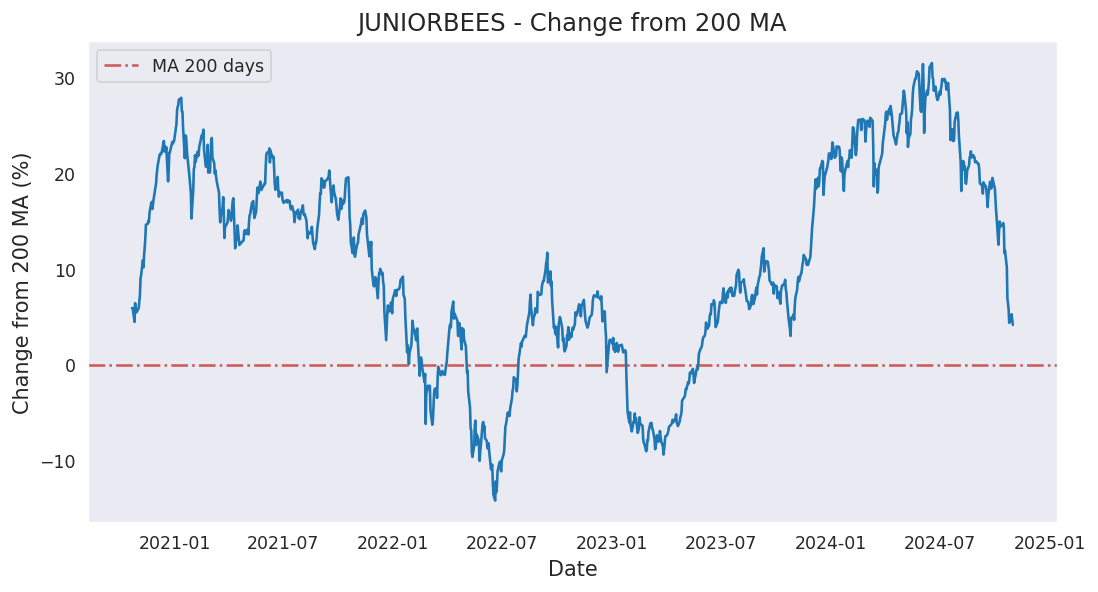 JUNIORBEES - Change from 200 MA
MA 200 days
Change from 200 MA (%)
30
20
10
0
−10
2021-01 2021-07 2022-01 2022-07 2023-01 2023-07 2024-01 2024-07 2025-01
Date